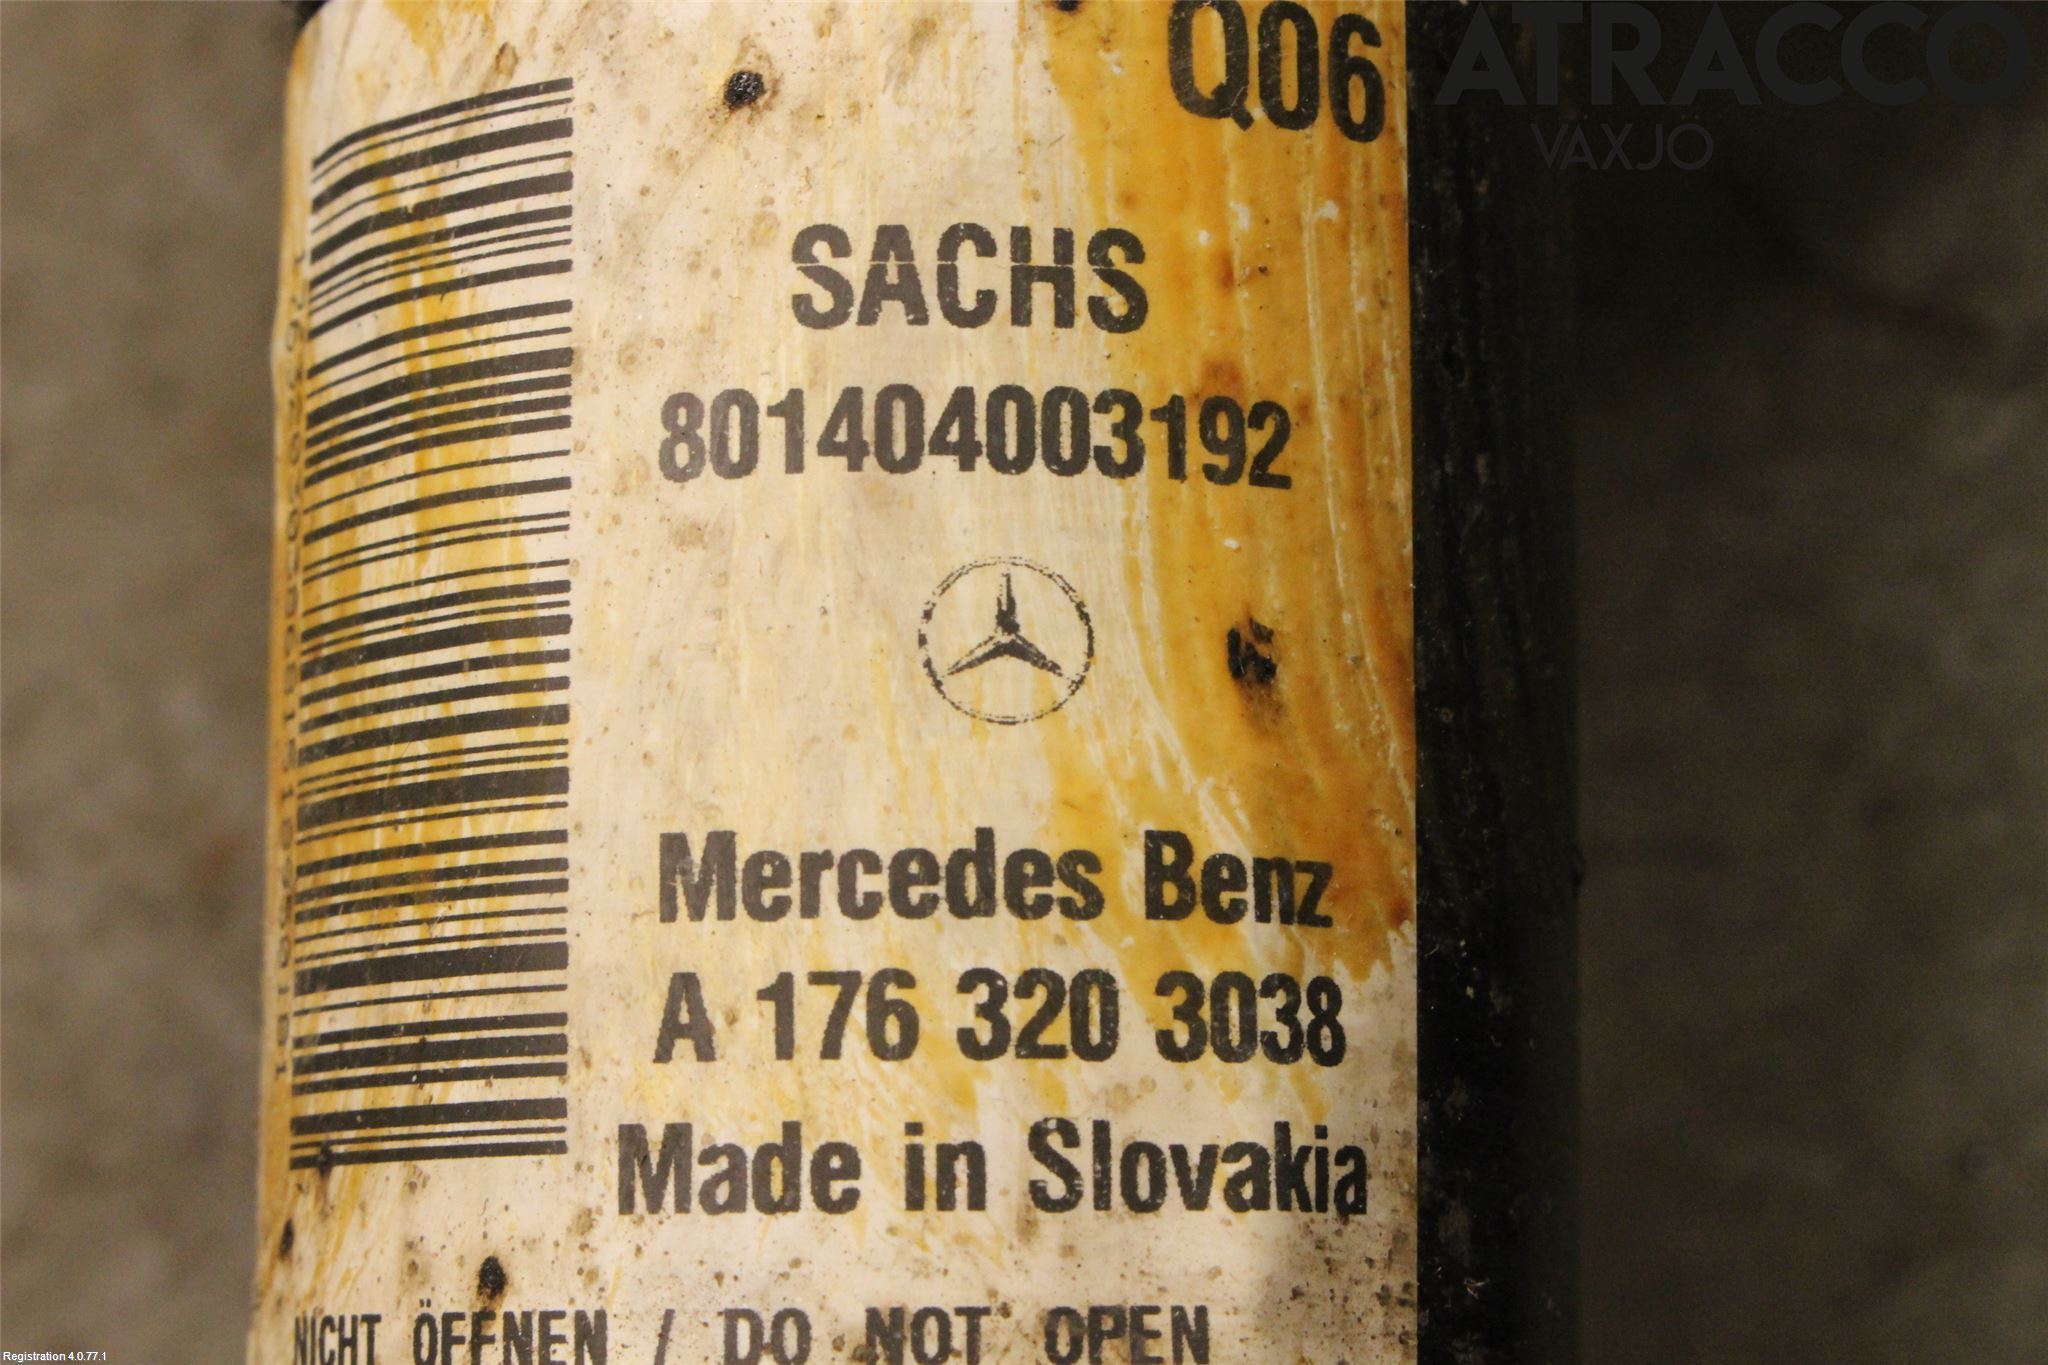 Q06
ATRACCO
VÄXJÖ
SACHS
801404003192
Mercedes Benz
A 176 320 3038
Made in Slovakia
NICHT ÖFFNEN / DO NOT OPEN
Registration 4.0.77.1